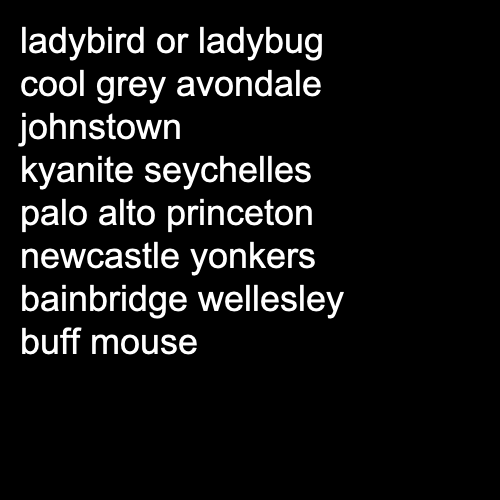 ladybird or ladybug
cool grey avondale
johnstown
kyanite seychelles
palo alto princeton
newcastle yonkers
bainbridge wellesley
buff mouse